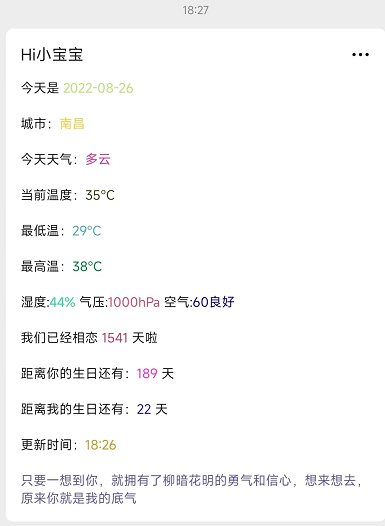 18:27
Hi小宝宝
今天是 2022-08-26
城市：南昌
今天天气：多云
当前温度：35°C
最低温：29°C
最高温：38°C
湿度:44% 气压:1000hPa 空气:60良好
我们已经相恋 1541 天啦
距离你的生日还有：189 天
距离我的生日还有：22 天
更新时间：18:26
只要一想到你，就拥有了柳暗花明的勇气和信心，想来想去，
原来你就是我的底气